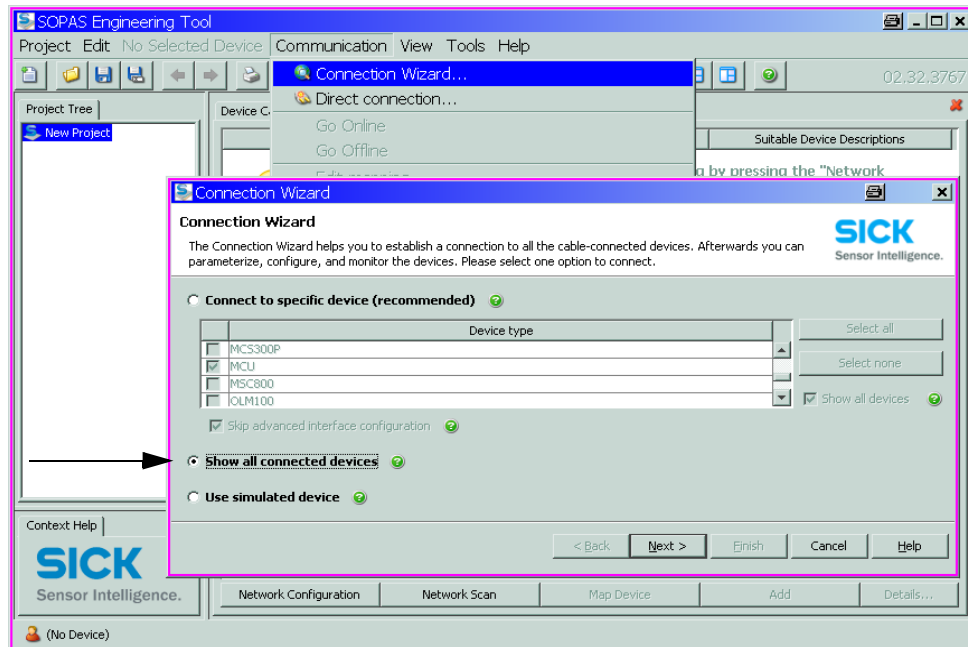 SOPAS Engineering Tool
Project Edit No Selected Device Communication View Tools Help
Connection Wizard...
02.32.3767
Direct connection...
Project Tree
Device C
Go Online
New Project
Suitable Device Descriptions
Go Offline
by pressing the "Network
Connection Wizard
Connection Wizard
The Connection Wizard helps you to establish a connection to all the cable-connected devices. Afterwards you can
parameterize, configure, and monitor the devices. Please select one option to connect.
SICK
Sensor Intelligence.
Connect to specific device (recommended)
Device type
Select all
MCS300P
MCU
Select none
MSC800
OLM100
Show all devices
Skip advanced interface configuration
Show all connected devices
Use simulated device
Context Help
< Back Next > Finish Cancel Help
SICK
Sensor Intelligence.
Network Configuration Network Scan Map Device Add Details...
(No Device)